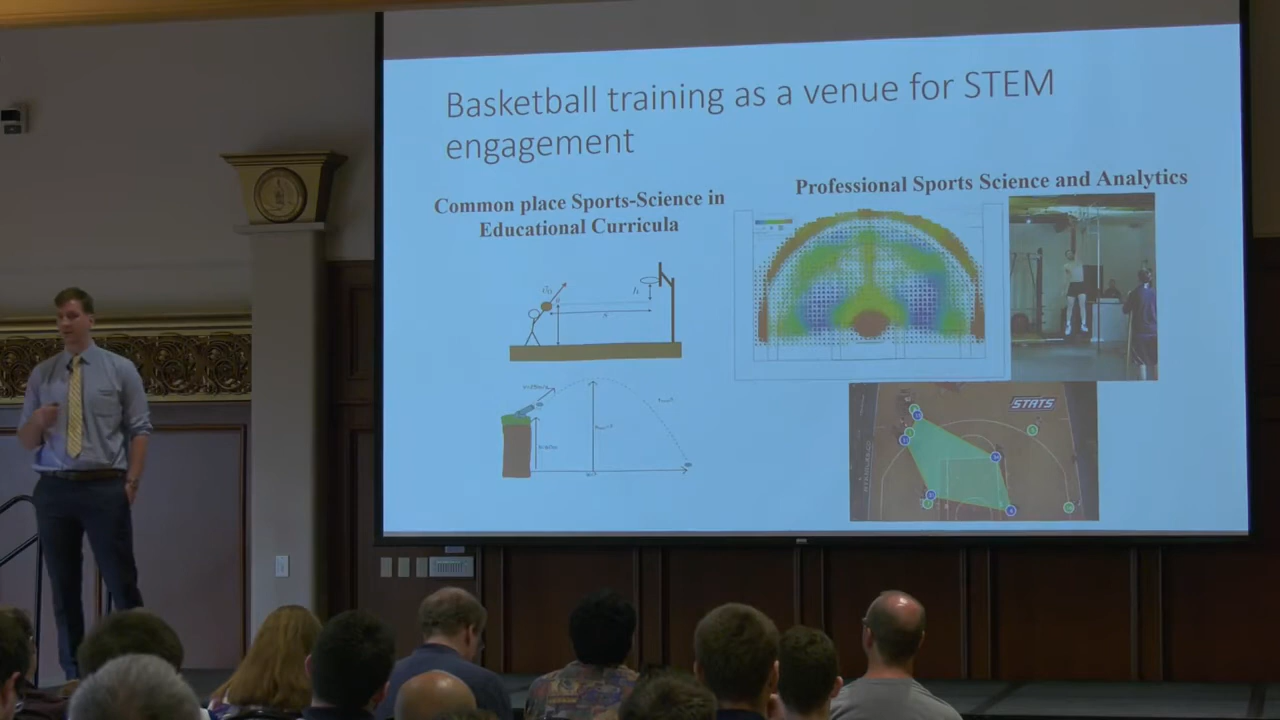 Basketball training as a venue for STEM
engagement
Common place Sports-Science in
Educational Curricula
Professional Sports Science and Analytics
STATS